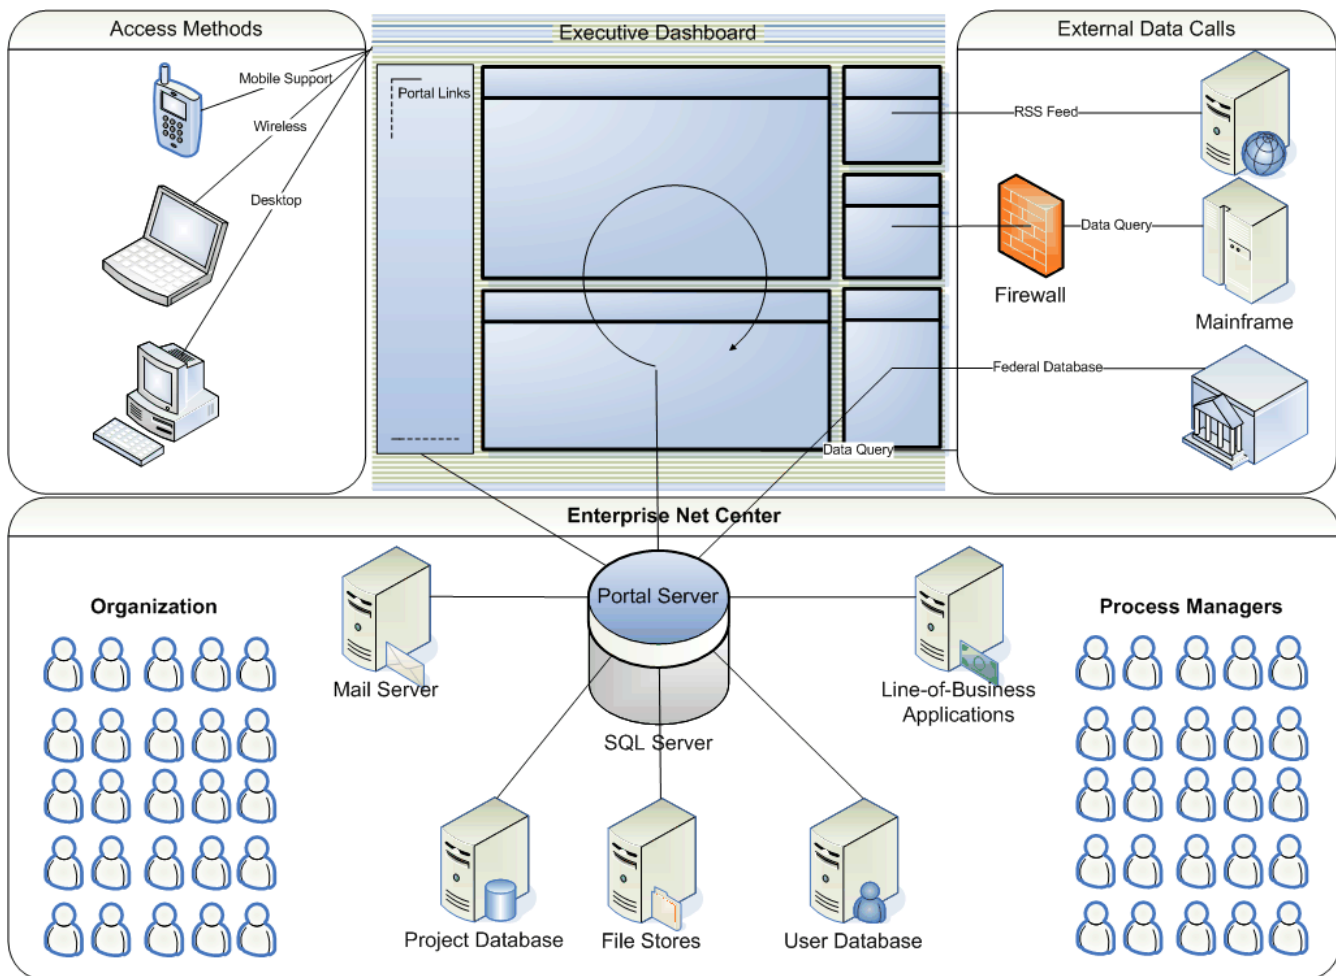 Access Methods
Executive Dashboard
External Data Calls
Mobile Support
Wireless
Desktop
Portal Links
RSS Feed
Data Query
Firewall
Mainframe
Federal Database
Data Query
Enterprise Net Center
Organization
Process Managers
Portal Server
Mail Server
Line-of-Business
Applications
SQL Server
Project Database
File Stores
User Database